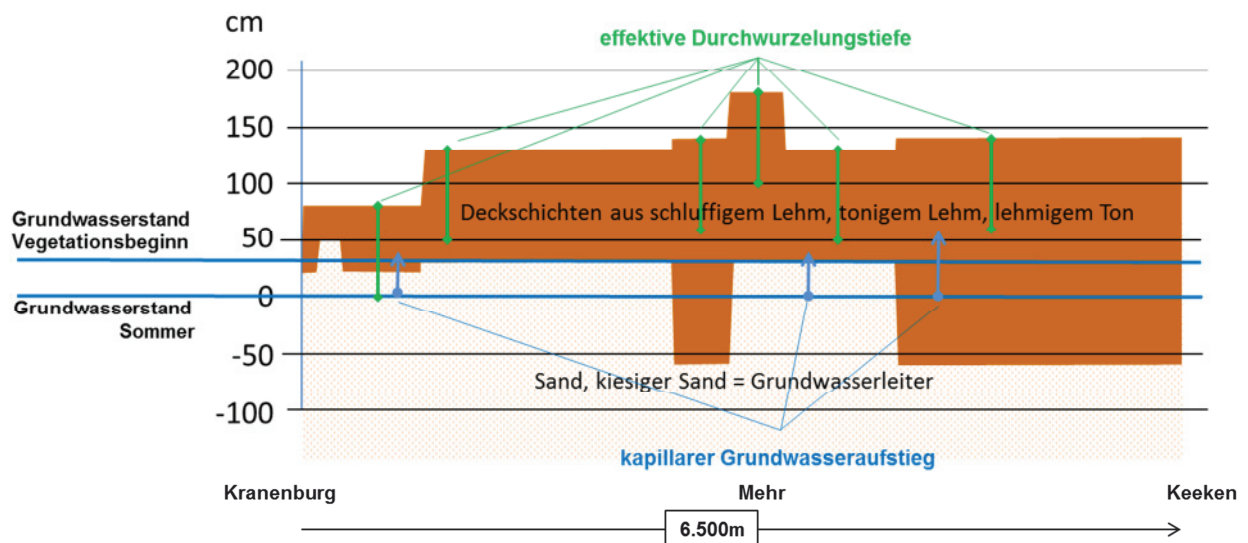 cm
effektive Durchwurzelungstiefe
200
150
100
Deckschichten aus schluffigem Lehm, tonigem Lehm, lehmigem Ton
Grundwasserstand
Vegetationsbeginn
50
0
Grundwasserstand
Sommer
-50
Sand, kiesiger Sand = Grundwasserleiter
-100
kapillarer Grundwasseraufstieg
Kranenburg
Mehr
Keeken
6.500m